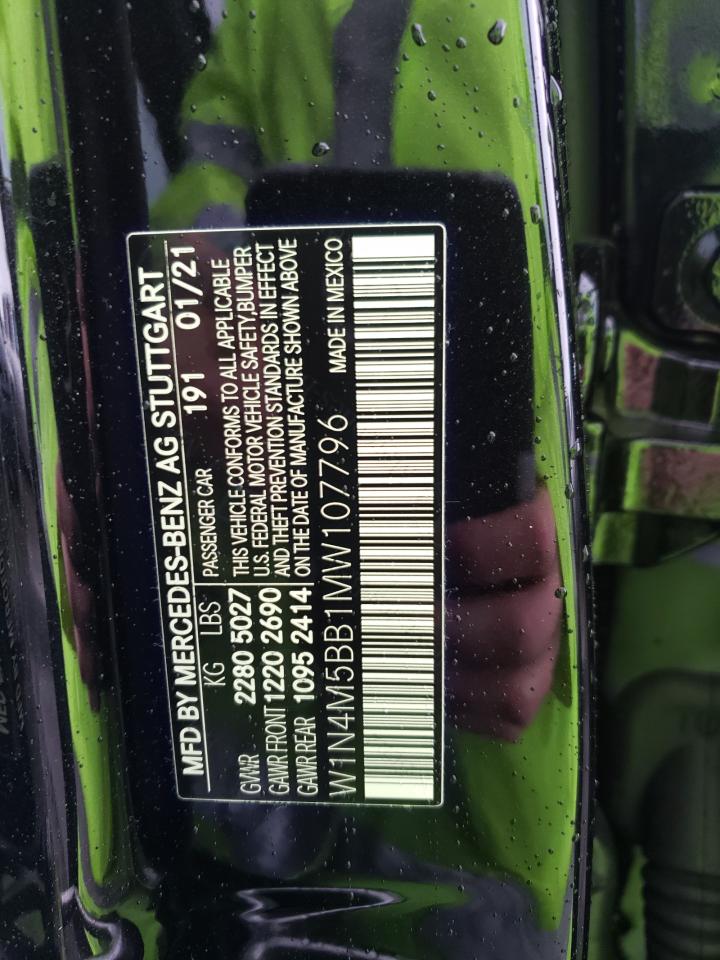 MFD BY MERCEDES-BENZ AG STUTTGART
KG LBS PASSENGER CAR 191 01/21
GVWR 2280 5027 THIS VEHICLE CONFORMS TO ALL APPLICABLE
U.S. FEDERAL MOTOR VEHICLE SAFETY,BUMPER
GAWR FRONT 1220 2690 AND THEFT PREVENTION STANDARDS IN EFFECT
GAWR REAR 1095 2414 ON THE DATE OF MANUFACTURE SHOWN ABOVE
W1N4M5BB1MW107796 MADE IN MEXICO